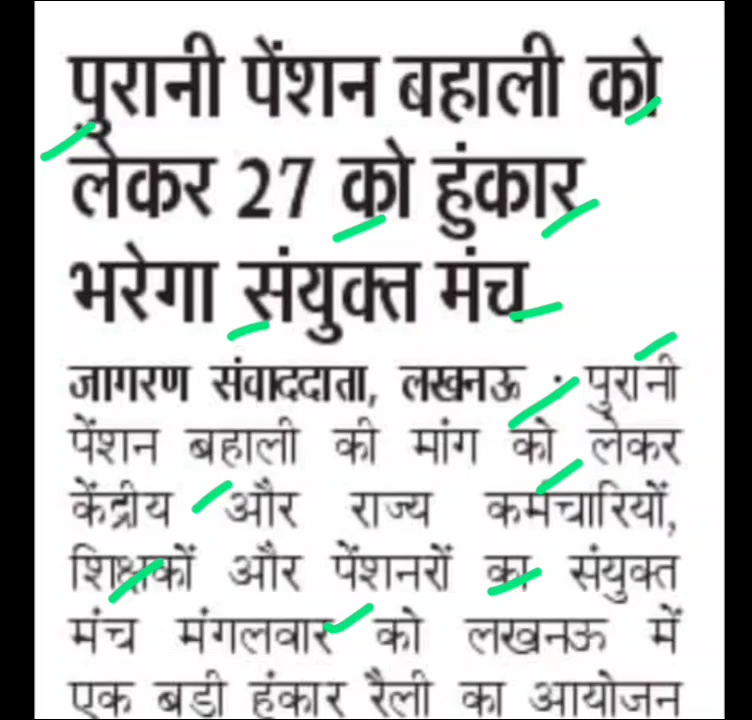 पुरानी पेंशन बहाली को
लेकर 27 को हुंकार
भरेगा संयुक्त मंच
जागरण संवाददाता, लखनऊ : पुरानी
पेंशन बहाली की मांग को लेकर
केंद्रीय और राज्य कर्मचारियों,
शिक्षकों और पेंशनरों का संयुक्त
मंच मंगलवार को लखनऊ में
एक बडी हुंकार रैली का आयोजन